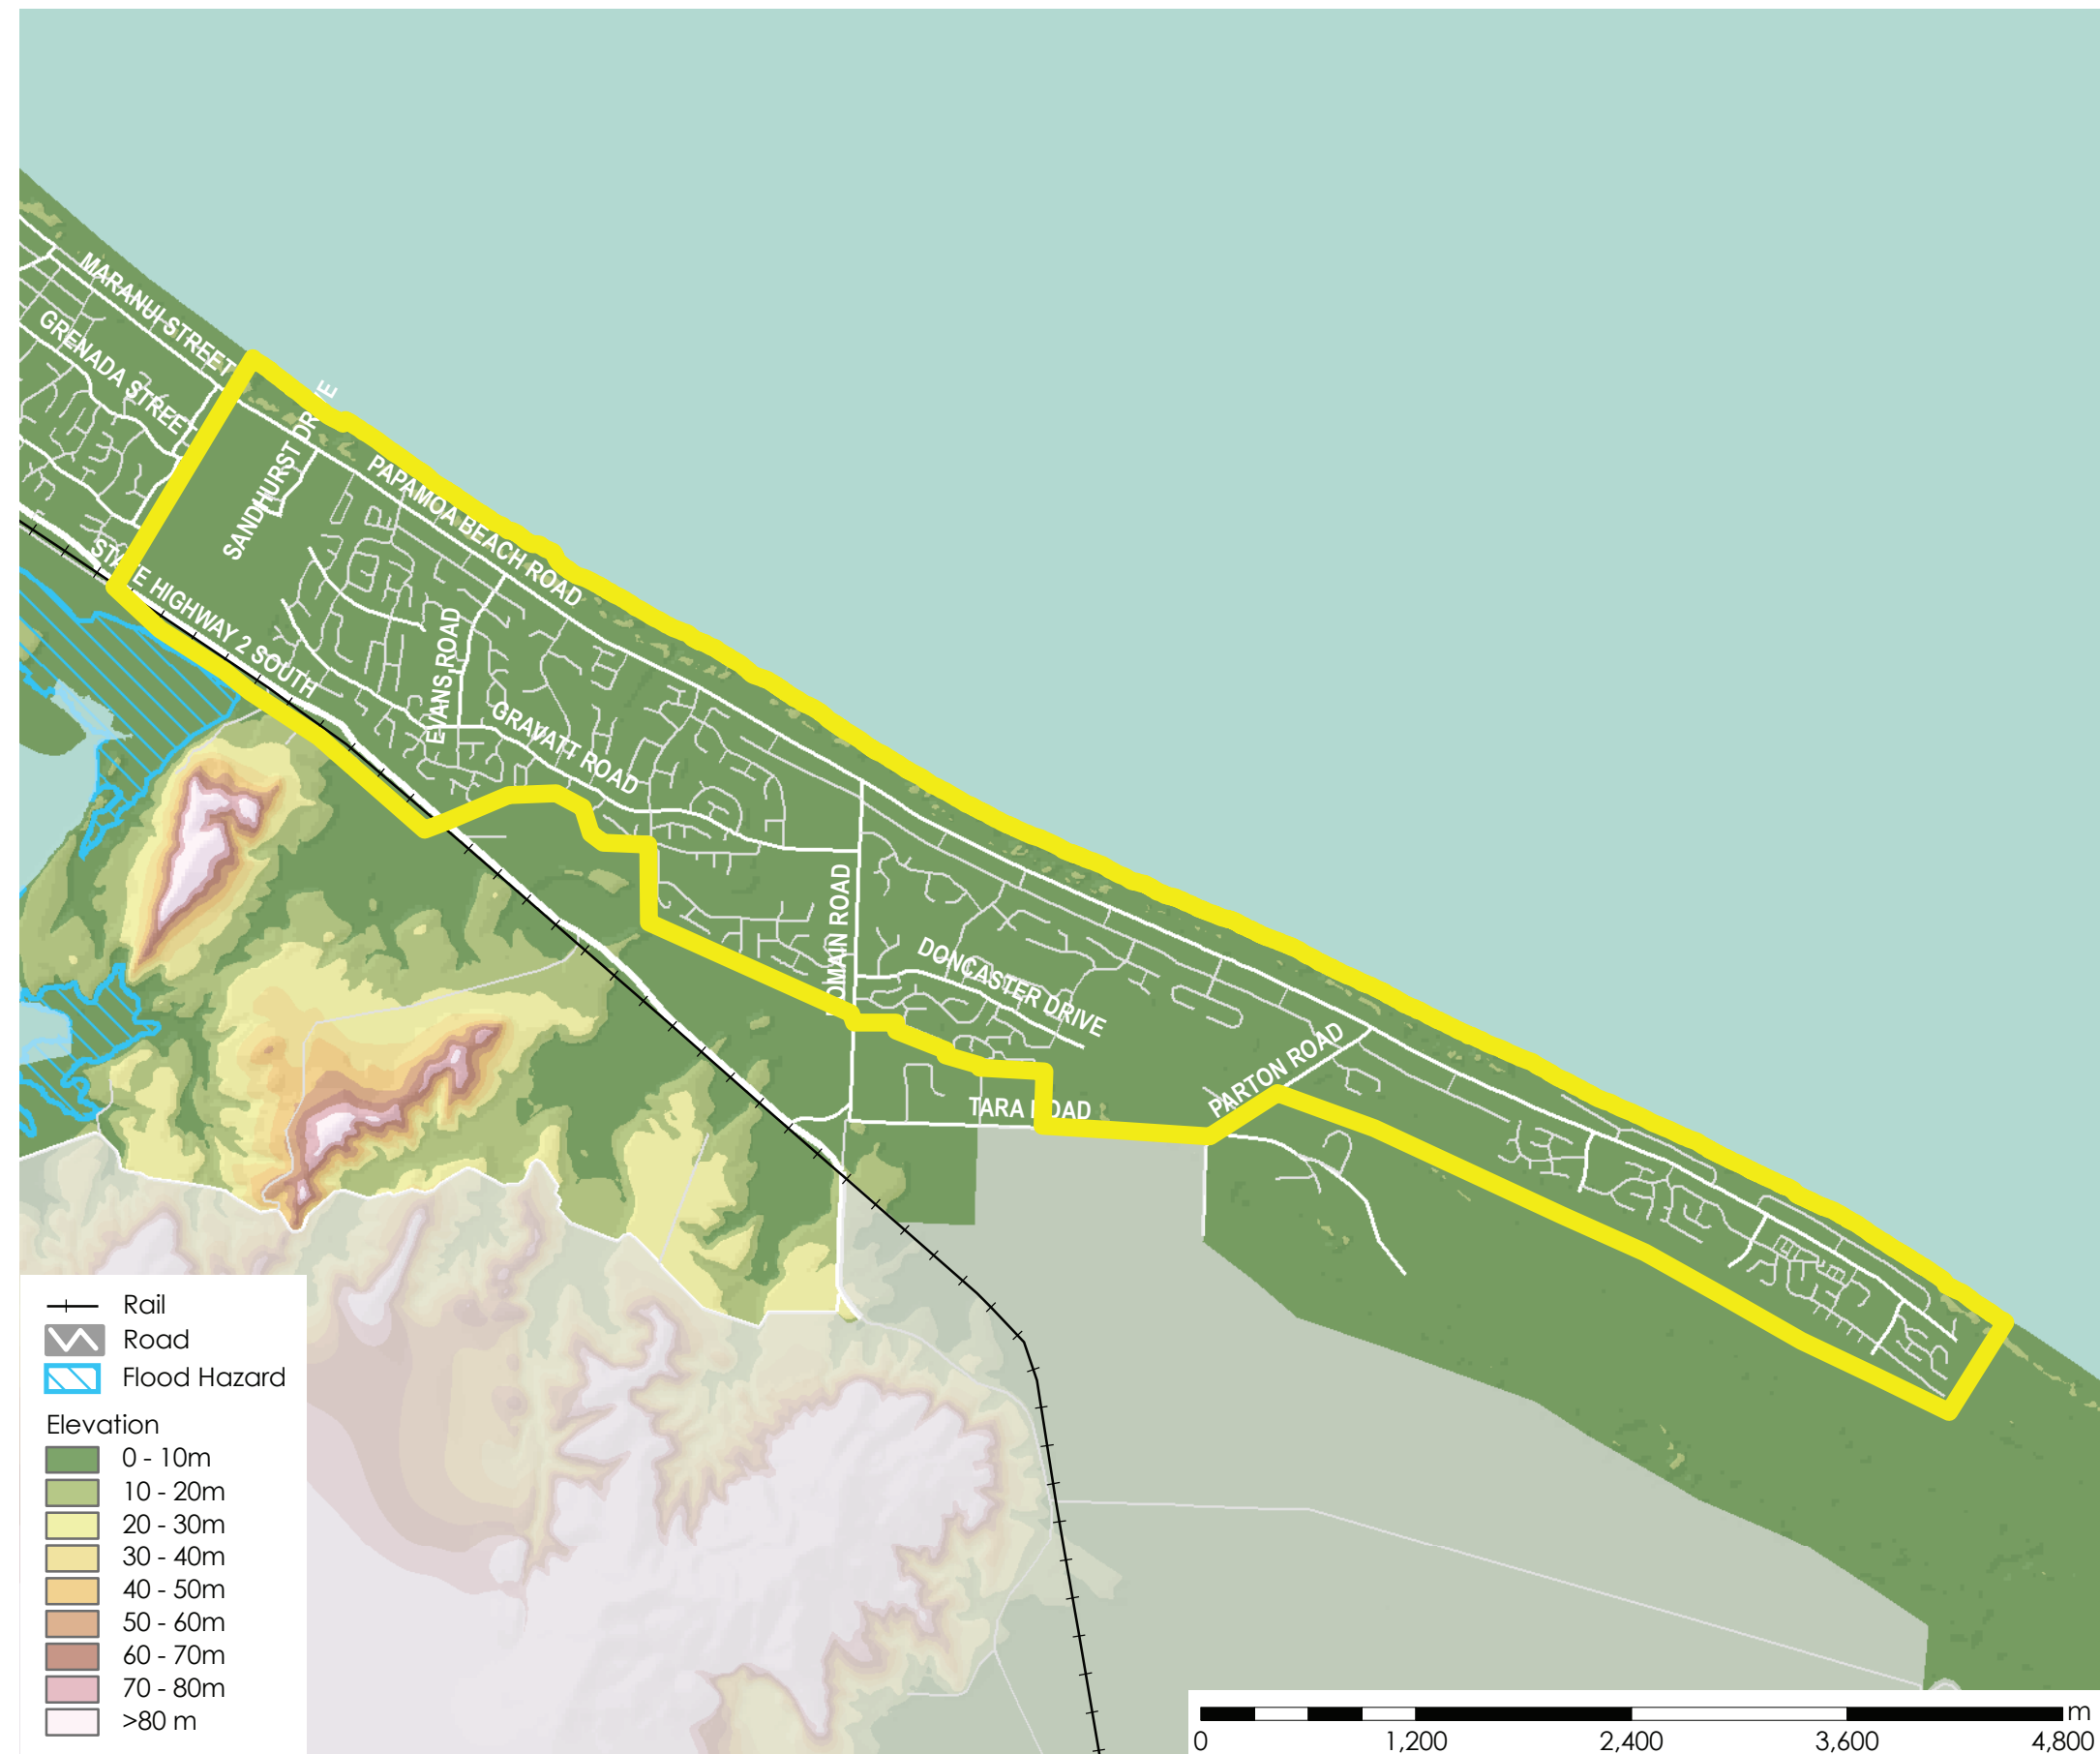 MARANUI STREET
GRENADA STREET
SANDHURST DRIVE
PAPAMOA BEACH ROAD
STATE HIGHWAY 2 SOUTH
EVANS ROAD
GRAVATT ROAD
DOMAIN ROAD
DONCASTER DRIVE
PARTON ROAD
TARA ROAD
Rail
Road
Flood Hazard
Elevation
0 - 10m
10 - 20m
20 - 30m
30 - 40m
40 - 50m
50 - 60m
60 - 70m
70 - 80m
>80 m
m
0 1,200 2,400 3,600 4,800